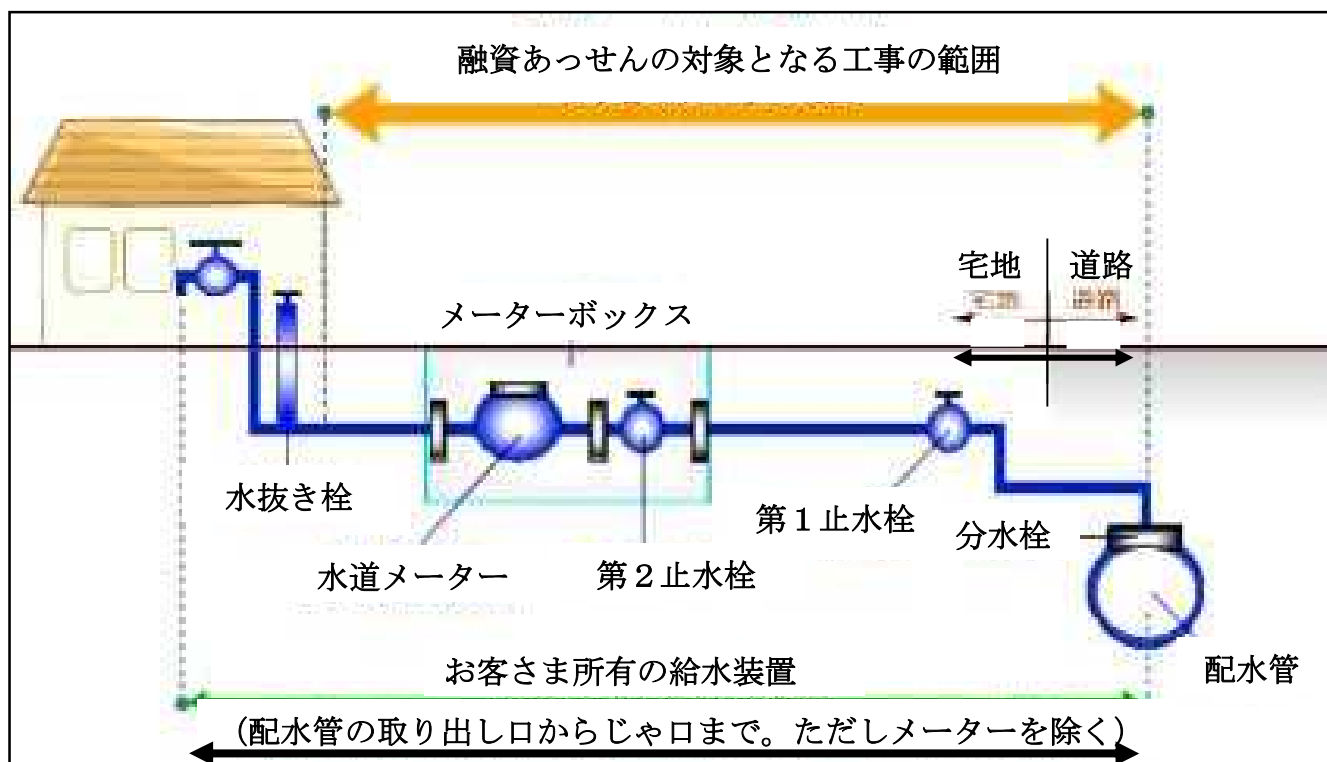 融資あっせんの対象となる工事の範囲
宅地
道路
宅地
道路
メーターボックス
水抜き栓
水道メーター
第2止水栓
第1止水栓
分水栓
配水管
お客さま所有の給水装置
(配水管の取り出し口からじゃ口まで。ただしメーターを除く)